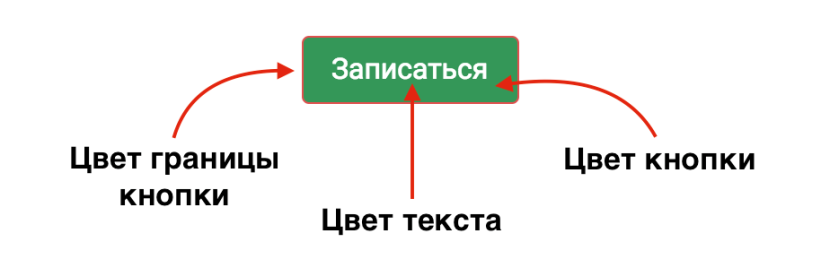 Записаться
Цвет границы
кнопки
Цвет текста
Цвет кнопки